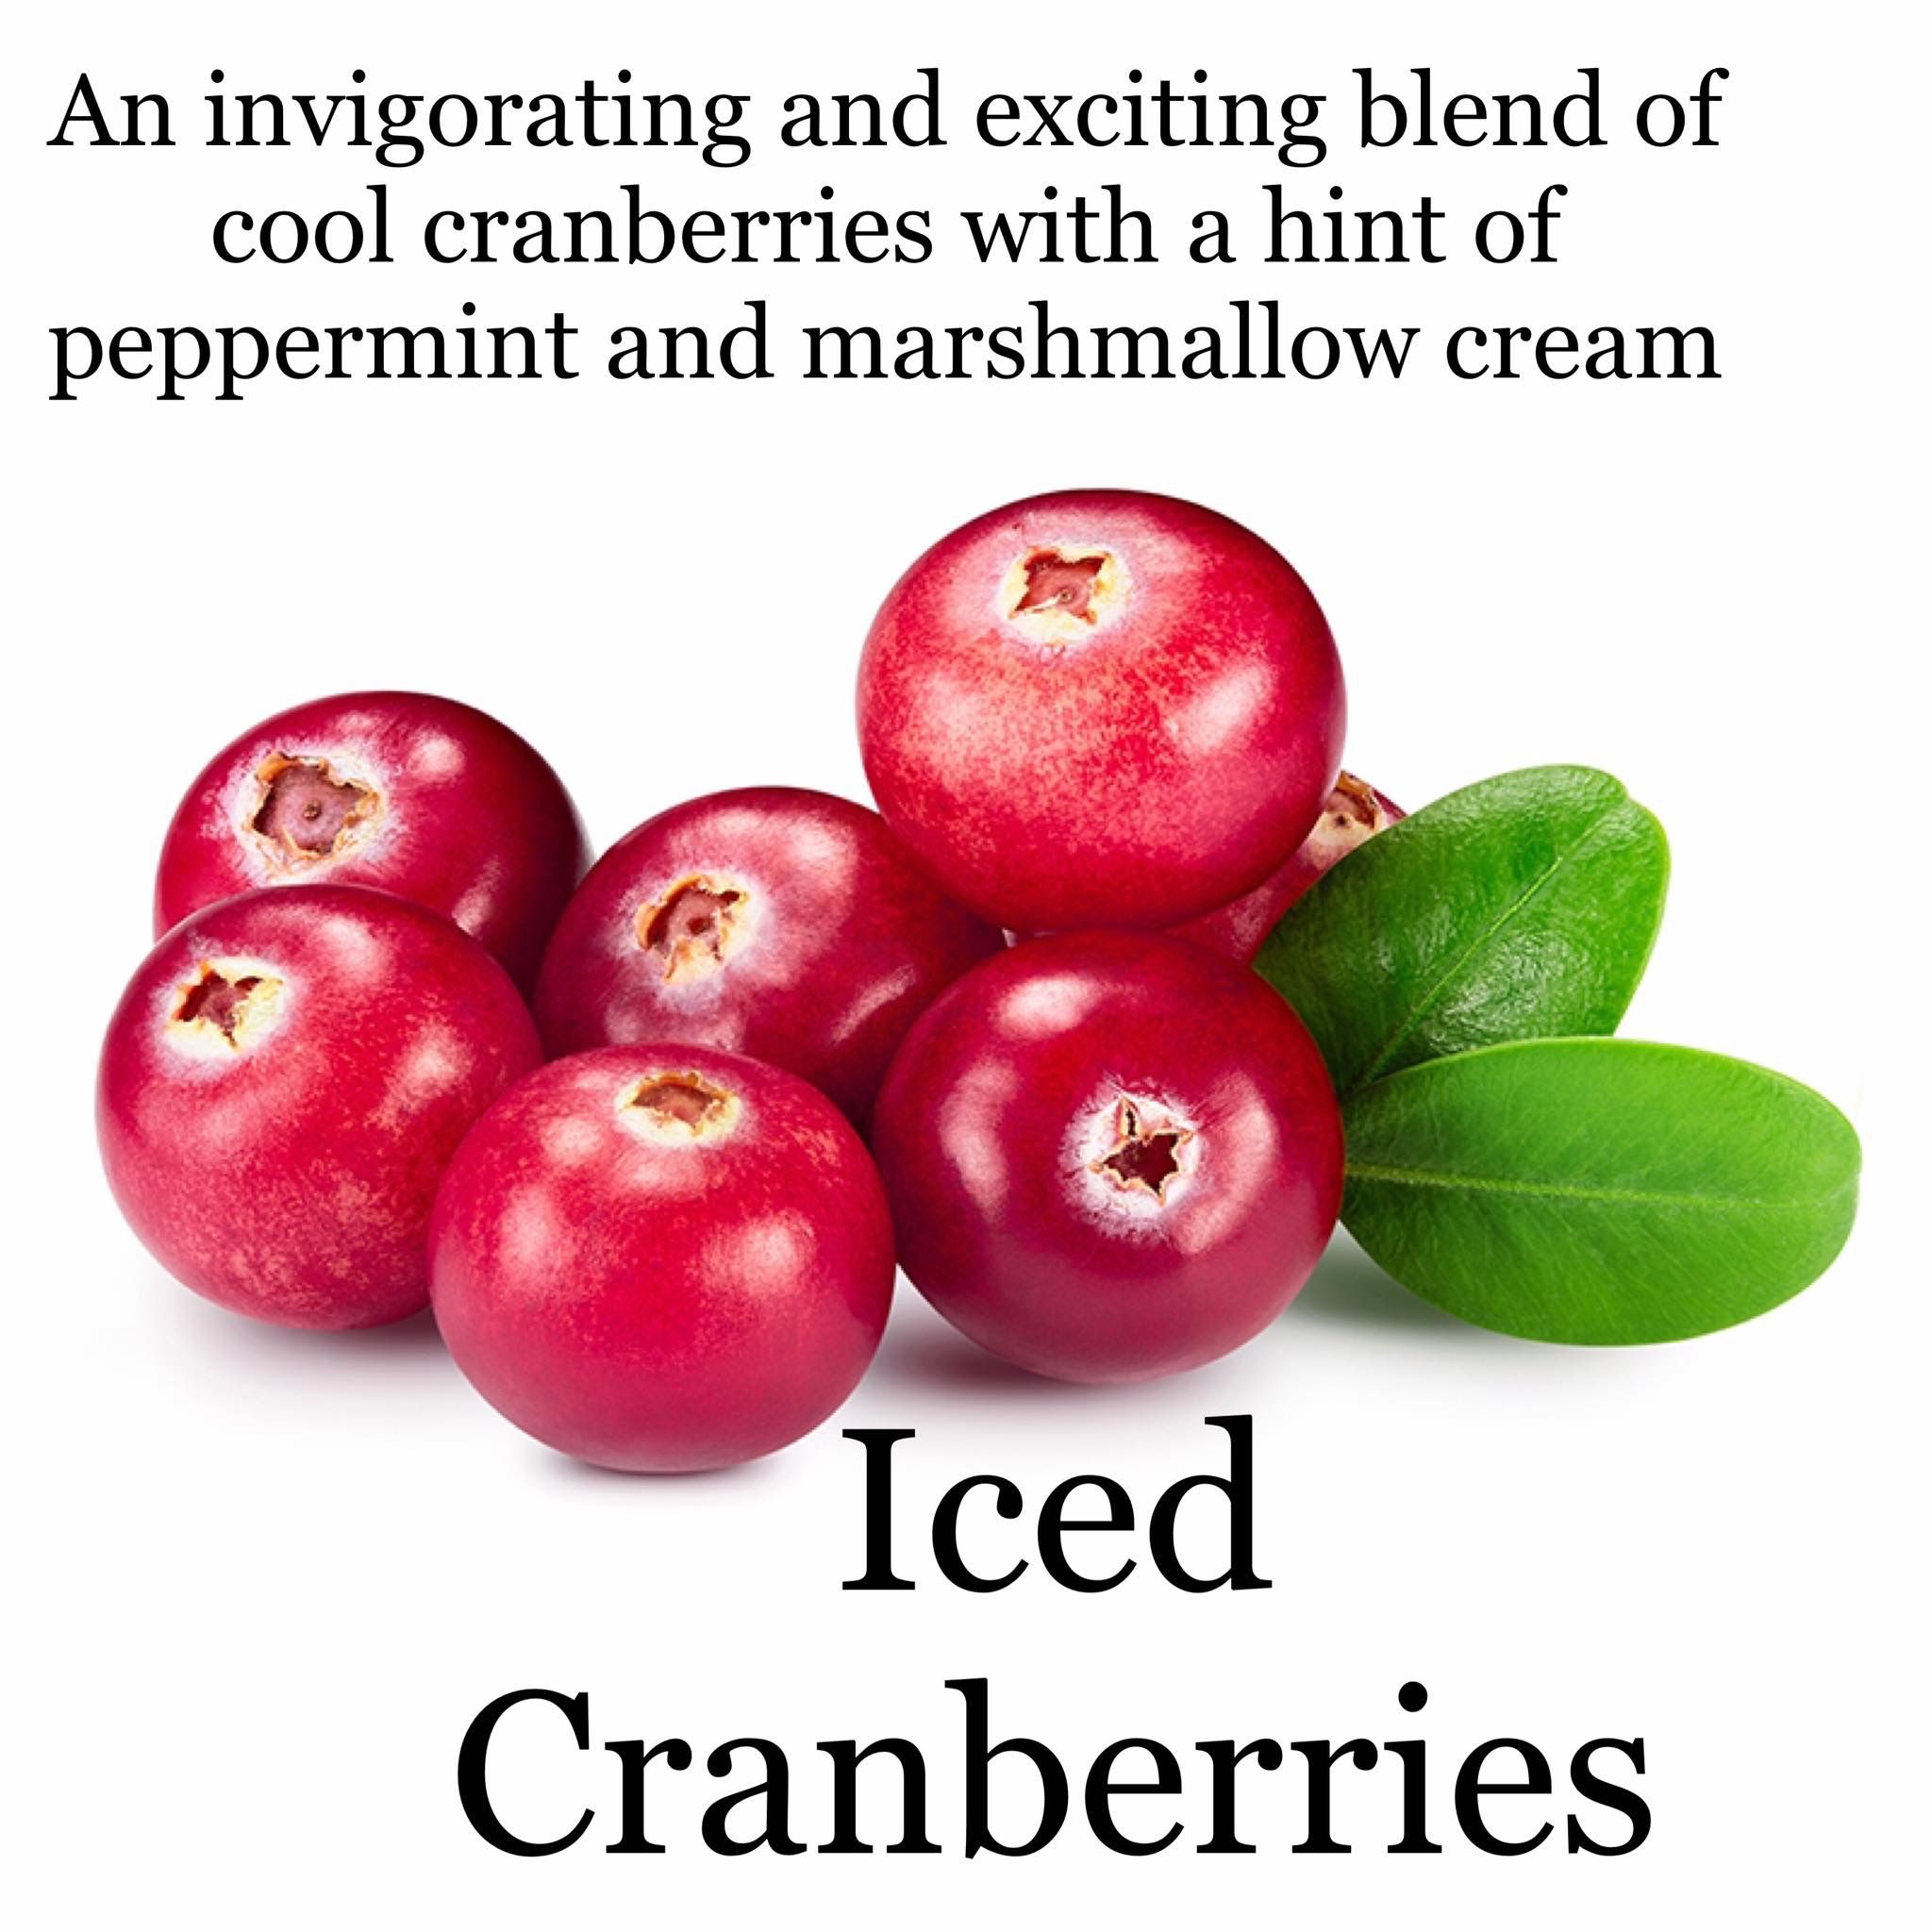 An invigorating and exciting blend of
cool cranberries with a hint of
peppermint and marshmallow cream
Iced
Cranberries